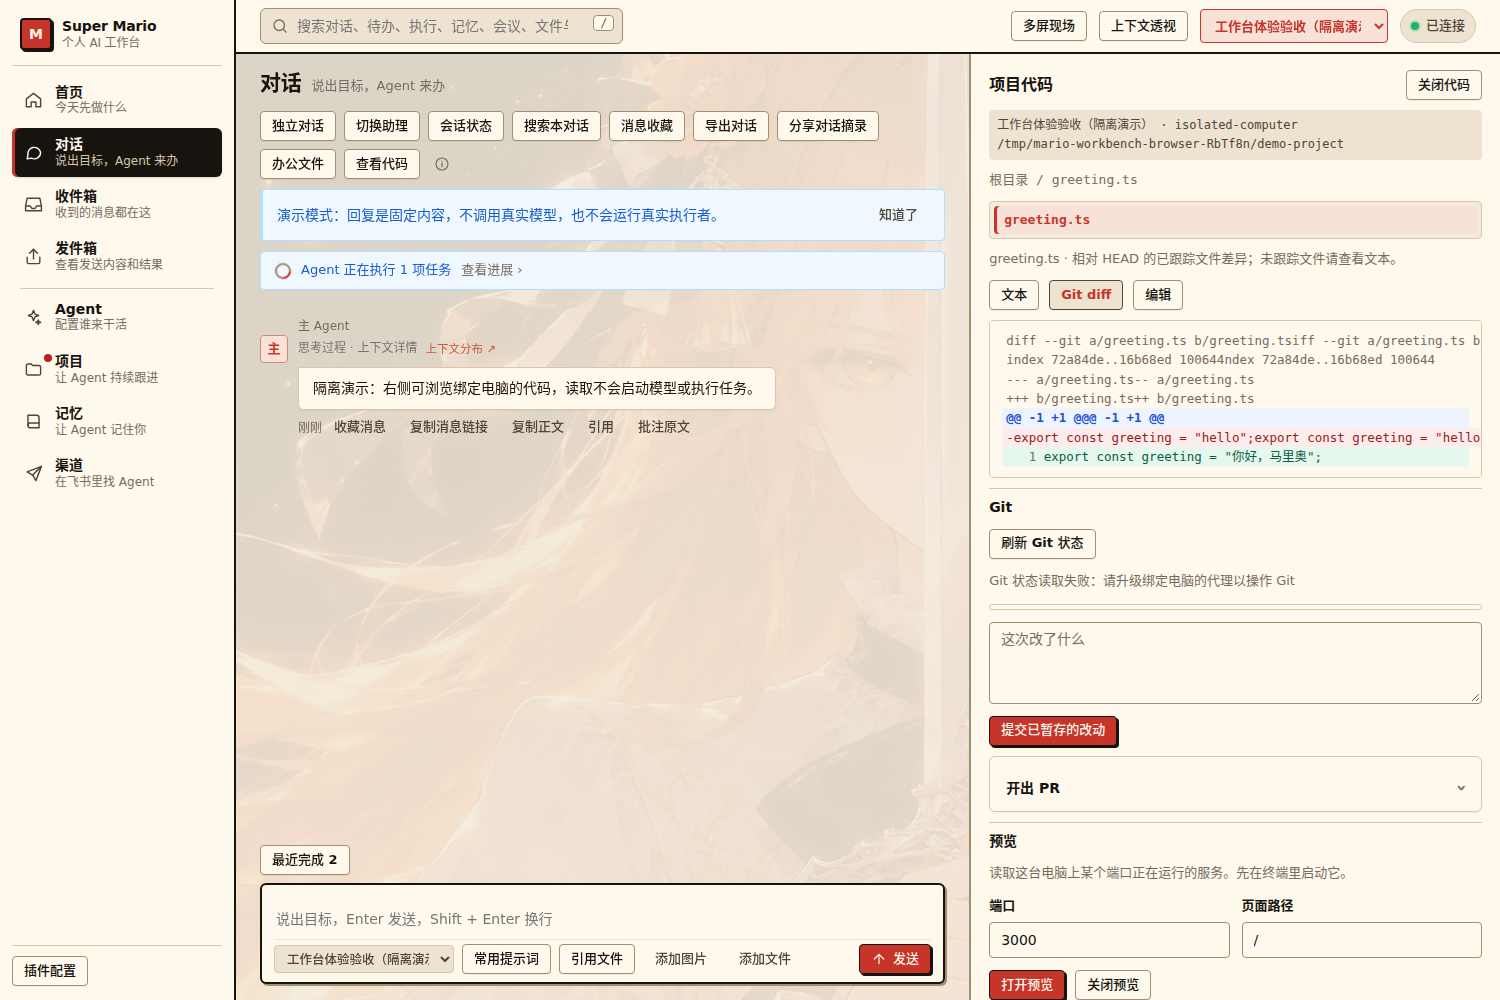 M
Super Mario
个人 AI 工作台
首页
今天先做什么
对话
说出目标，Agent 来办
收件箱
收到的消息都在这
发件箱
查看发送内容和结果
Agent
配置谁来干活
项目
让 Agent 持续跟进
记忆
让 Agent 记住你
渠道
在飞书里找 Agent
插件配置
搜索对话、待办、执行、记忆、会议、文件
/
多屏现场
上下文透视
工作台体验验收（隔离演
已连接
对话 说出目标，Agent 来办
独立对话 切换助理 会话状态 搜索本对话 消息收藏 导出对话 分享对话摘录
办公文件 查看代码
演示模式：回复是固定内容，不调用真实模型，也不会运行真实执行者。 知道了
Agent 正在执行 1 项任务 查看进展 ›
主 Agent
主
思考过程 · 上下文详情 上下文分布 ↗
隔离演示：右侧可浏览绑定电脑的代码，读取不会启动模型或执行任务。
刚刚 收藏消息 复制消息链接 复制正文 引用 批注原文
最近完成 2
说出目标，Enter 发送，Shift + Enter 换行
工作台体验验收（隔离演 常用提示词 引用文件 添加图片 添加文件 发送
项目代码 关闭代码
工作台体验验收（隔离演示） · isolated-computer
/tmp/mario-workbench-browser-RbTf8n/demo-project
根目录 / greeting.ts
greeting.ts
greeting.ts · 相对 HEAD 的已跟踪文件差异；未跟踪文件请查看文本。
文本 Git diff 编辑
diff --git a/greeting.ts b/greeting.tsiff --git a/greeting.ts b
index 72a84de..16b68ed 100644ndex 72a84de..16b68ed 100644
--- a/greeting.ts-- a/greeting.ts
+++ b/greeting.ts++ b/greeting.ts
@@ -1 +1 @@@ -1 +1 @@
-export const greeting = "hello";export const greeting = "hello
1 export const greeting = "你好，马里奥";
Git
刷新 Git 状态
Git 状态读取失败：请升级绑定电脑的代理以操作 Git
这次改了什么
提交已暂存的改动
开出 PR
预览
读取这台电脑上某个端口正在运行的服务。先在终端里启动它。
端口 页面路径
3000 /
打开预览 关闭预览